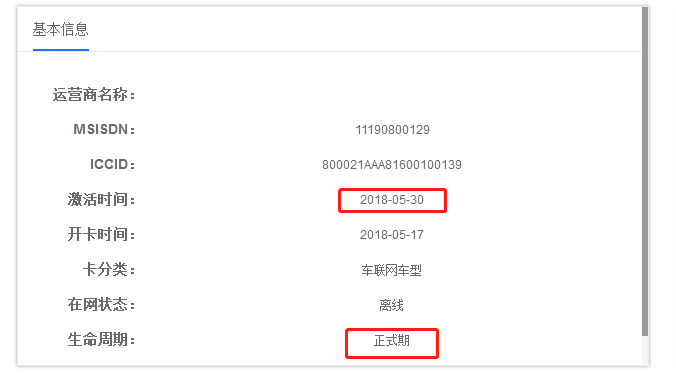 基本信息
运营商名称：
MSISDN： 11190800129
ICCID： 800021AAA81600100139
激活时间： 2018-05-30
开卡时间： 2018-05-17
卡分类： 车联网车型
在网状态： 离线
生命周期： 正式期